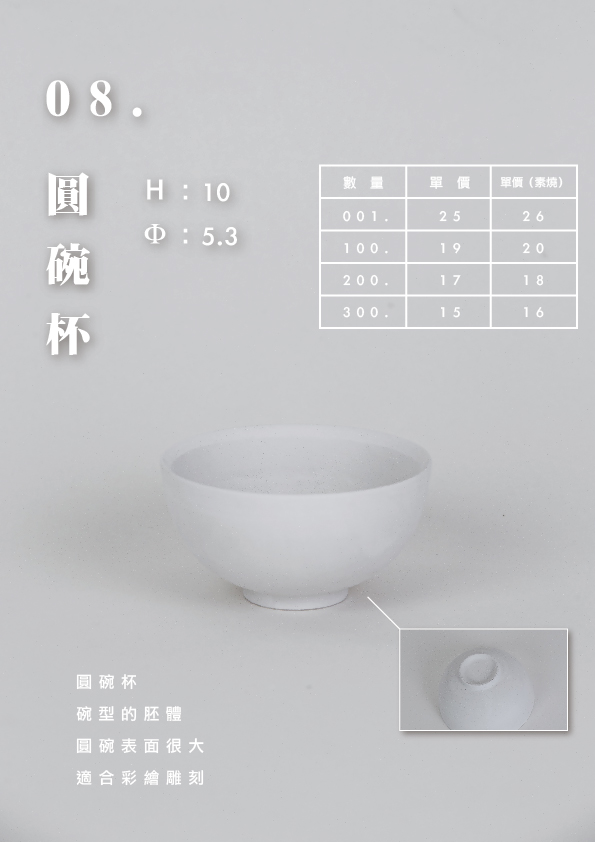 08.
圓碗杯
H：10
Φ：5.3
數量 單價 單價（素燒）
001. 25 26
100. 19 20
200. 17 18
300. 15 16
圓碗杯
碗型的胚體
圓碗表面很大
適合彩繪雕刻